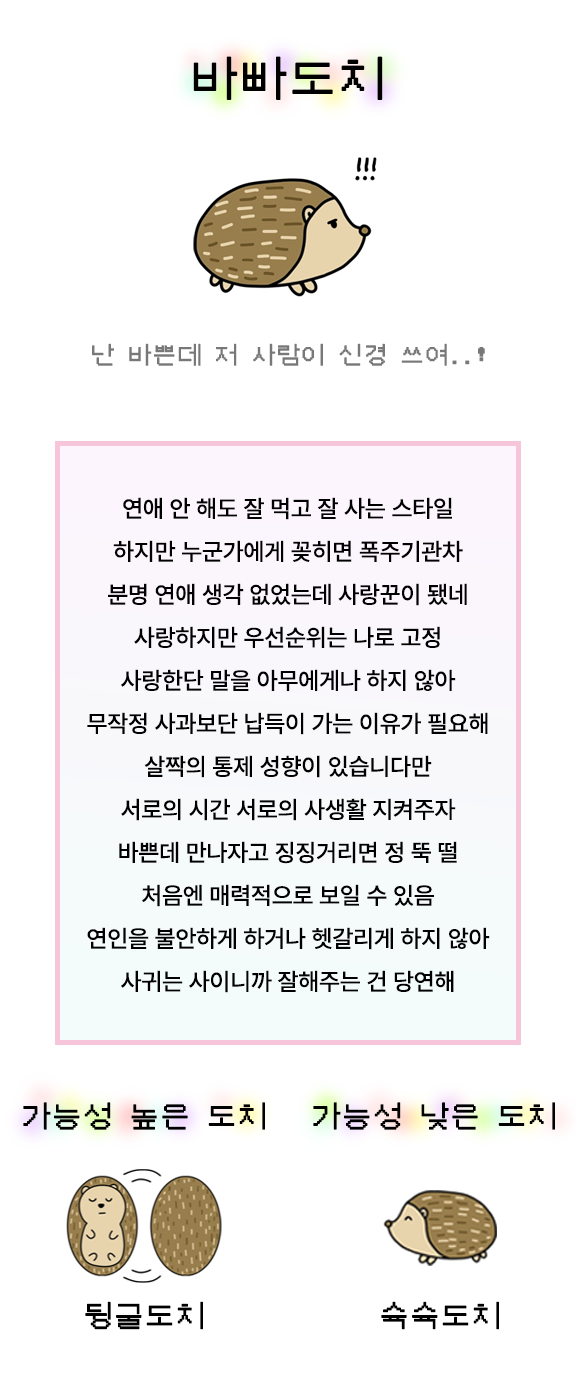 바빠도치
!!!
난 바쁜데 저 사람이 신경 쓰여..!
연애 안 해도 잘 먹고 잘 사는 스타일
하지만 누군가에게 꽂히면 폭주기관차
분명 연애 생각 없었는데 사랑꾼이 됐네
사랑하지만 우선순위는 나로 고정
사랑한단 말을 아무에게나 하지 않아
무작정 사과보단 납득이 가는 이유가 필요해
살짝의 통제 성향이 있습니다만
서로의 시간 서로의 사생활 지켜주자
바쁜데 만나자고 징징거리면 정 뚝 떨
처음엔 매력적으로 보일 수 있음
연인을 불안하게 하거나 헷갈리게 하지 않아
사귀는 사이니까 잘해주는 건 당연해
가능성 높은 도치
가능성 낮은 도치
뒹굴도치
숙숙도치